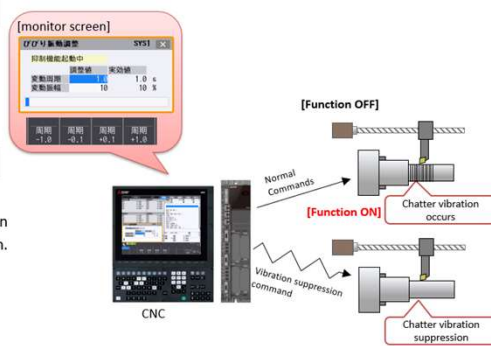 [monitor screen]
びびり振動調整 SYS1
抑制機能起動中
調整値 実効値
変動周期 1.0 1.0 s
変動振幅 10 10 %
周期 周期 周期 周期
-1.0 -0.1 +0.1 +1.0
[Function OFF]
Normal
Commands
Chatter vibration
occurs
[Function ON]
n
n.
Vibration suppression
command
CNC
Chatter vibration
suppression